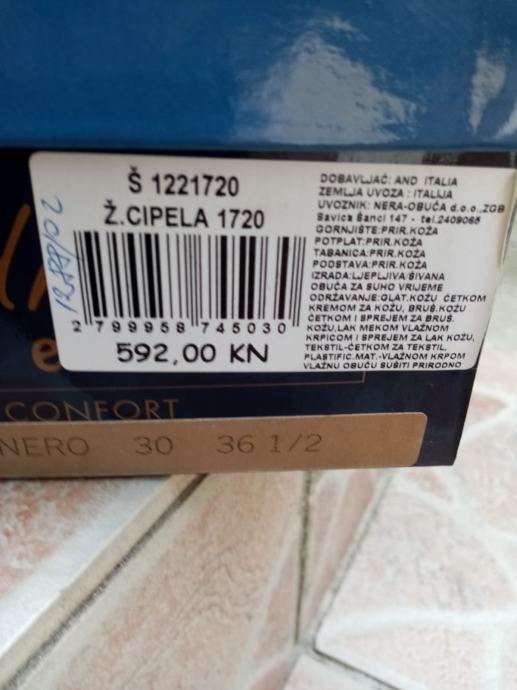 Š 1221720
Ž.CIPELA 1720
2 799958 745030
592,00 KN
DOBAVLJAČ: AND ITALIA
ZEMLJA UVOZA : ITALIJA
UVOZNIK: NERA-OBUĆA d.o.o.,ZGB
Savica Šanci 147 - tel.2409065
GORNJIŠTE:PRIR.KOŽA
POTPLAT:PRIR.KOŽA
TABANICA:PRIR.KOŽA
PODSTAVA:PRIR.KOŽA
IZRADA:LJEPLJIVA/ŠIVANA
OBUĆA ZA SUHO VRIJEME
ODRŽAVANJE:GLAT.KOŽU ČETKOM
KREMOM ZA KOŽU, BRUŠ.KOŽU
ČETKOM I SPREJEM ZA BRUŠ.
KOŽU,LAK MEKOM VLAŽNOM
KRPICOM I SPREJEM ZA LAK KOŽU,
TEKSTIL-ČETKOM ZA TEKSTIL,
PLASTIFIC.MAT.-VLAŽNOM KRPOM
VLAŽNU OBUĆU SUŠITI PRIRODNO
CONFORT
NERO 30 36 1/2